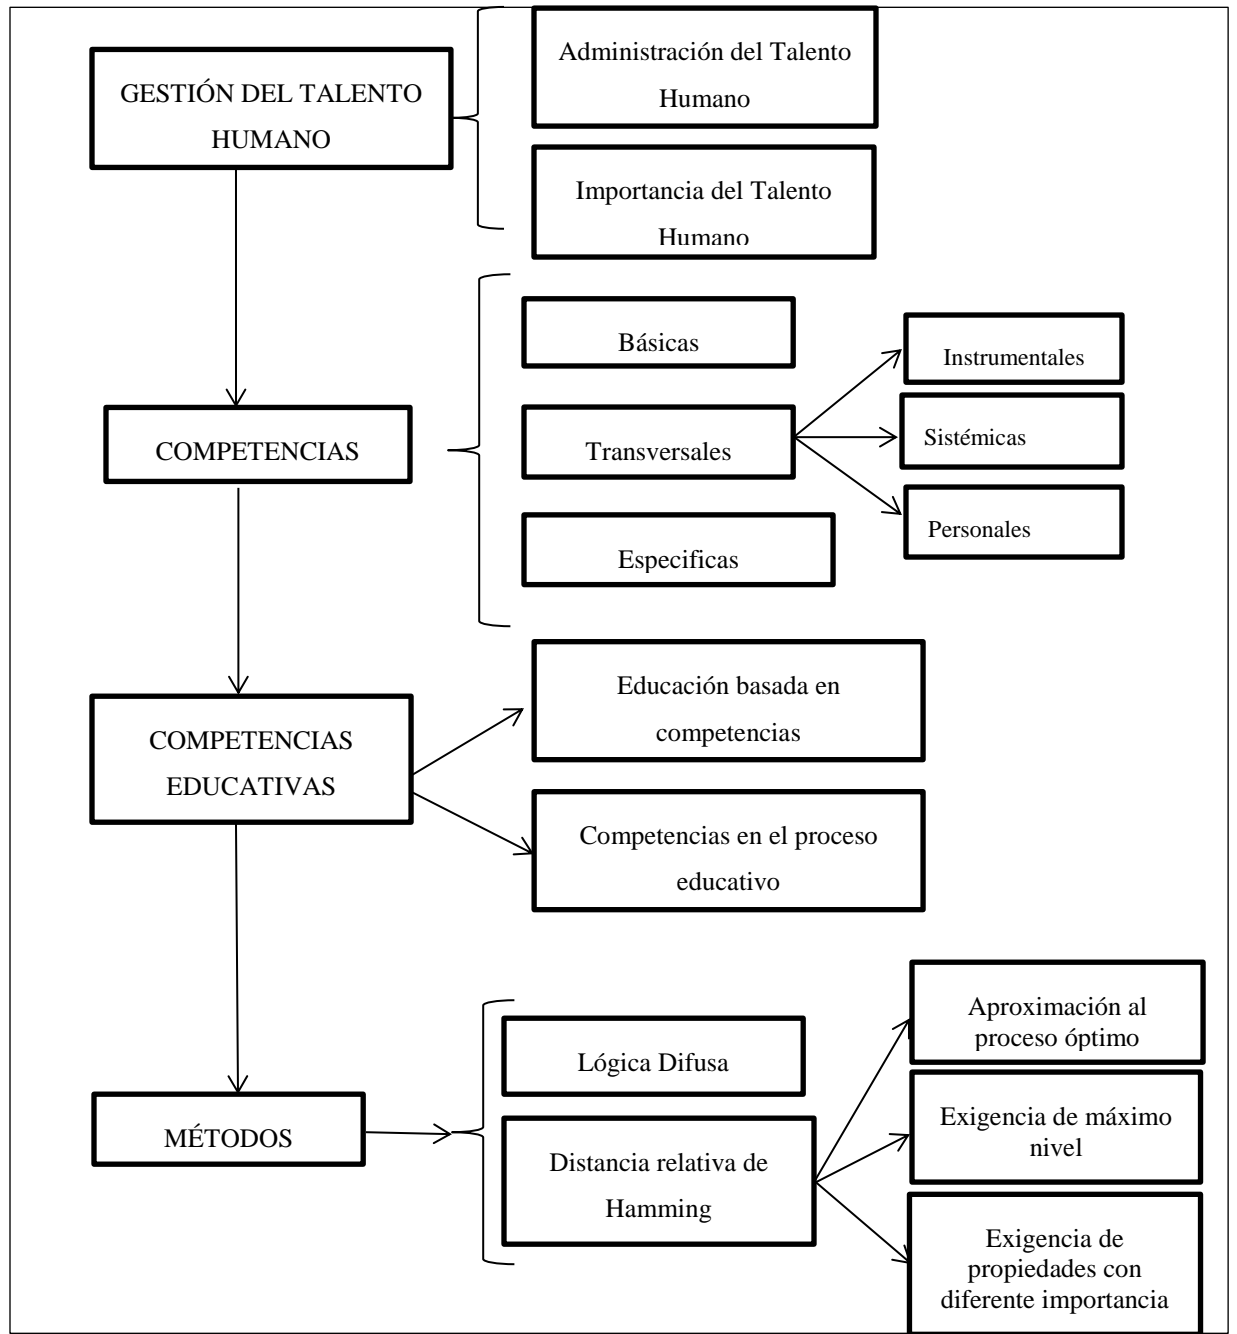 GESTIÓN DEL TALENTO
HUMANO
Administración del Talento
Humano
Importancia del Talento
Humano
COMPETENCIAS
Básicas
Transversales
Especificas
Instrumentales
Sistémicas
Personales
COMPETENCIAS
EDUCATIVAS
Educación basada en
competencias
Competencias en el proceso
educativo
MÉTODOS
Lógica Difusa
Distancia relativa de
Hamming
Aproximación al
proceso óptimo
Exigencia de máximo
nivel
Exigencia de
propiedades con
diferente importancia